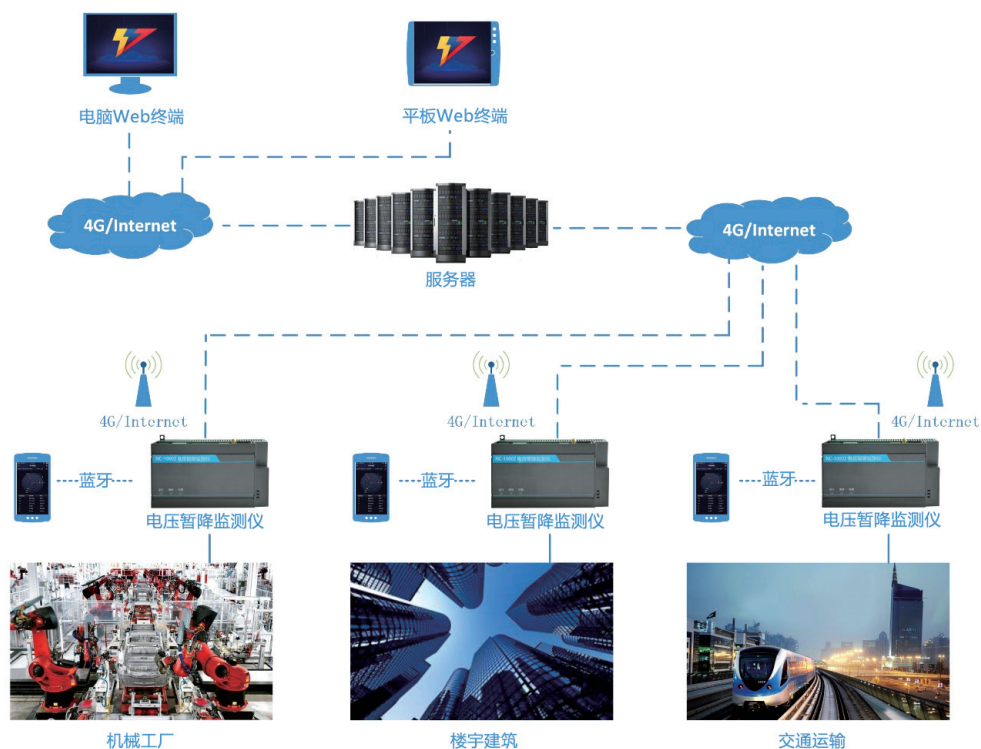 电脑Web终端
平板Web终端
4G/Internet
4G/Internet
服务器
4G/Internet
4G/Internet
4G/Internet
蓝牙
蓝牙
蓝牙
电压暂降监测仪
电压暂降监测仪
电压暂降监测仪
机械工厂
楼宇建筑
交通运输